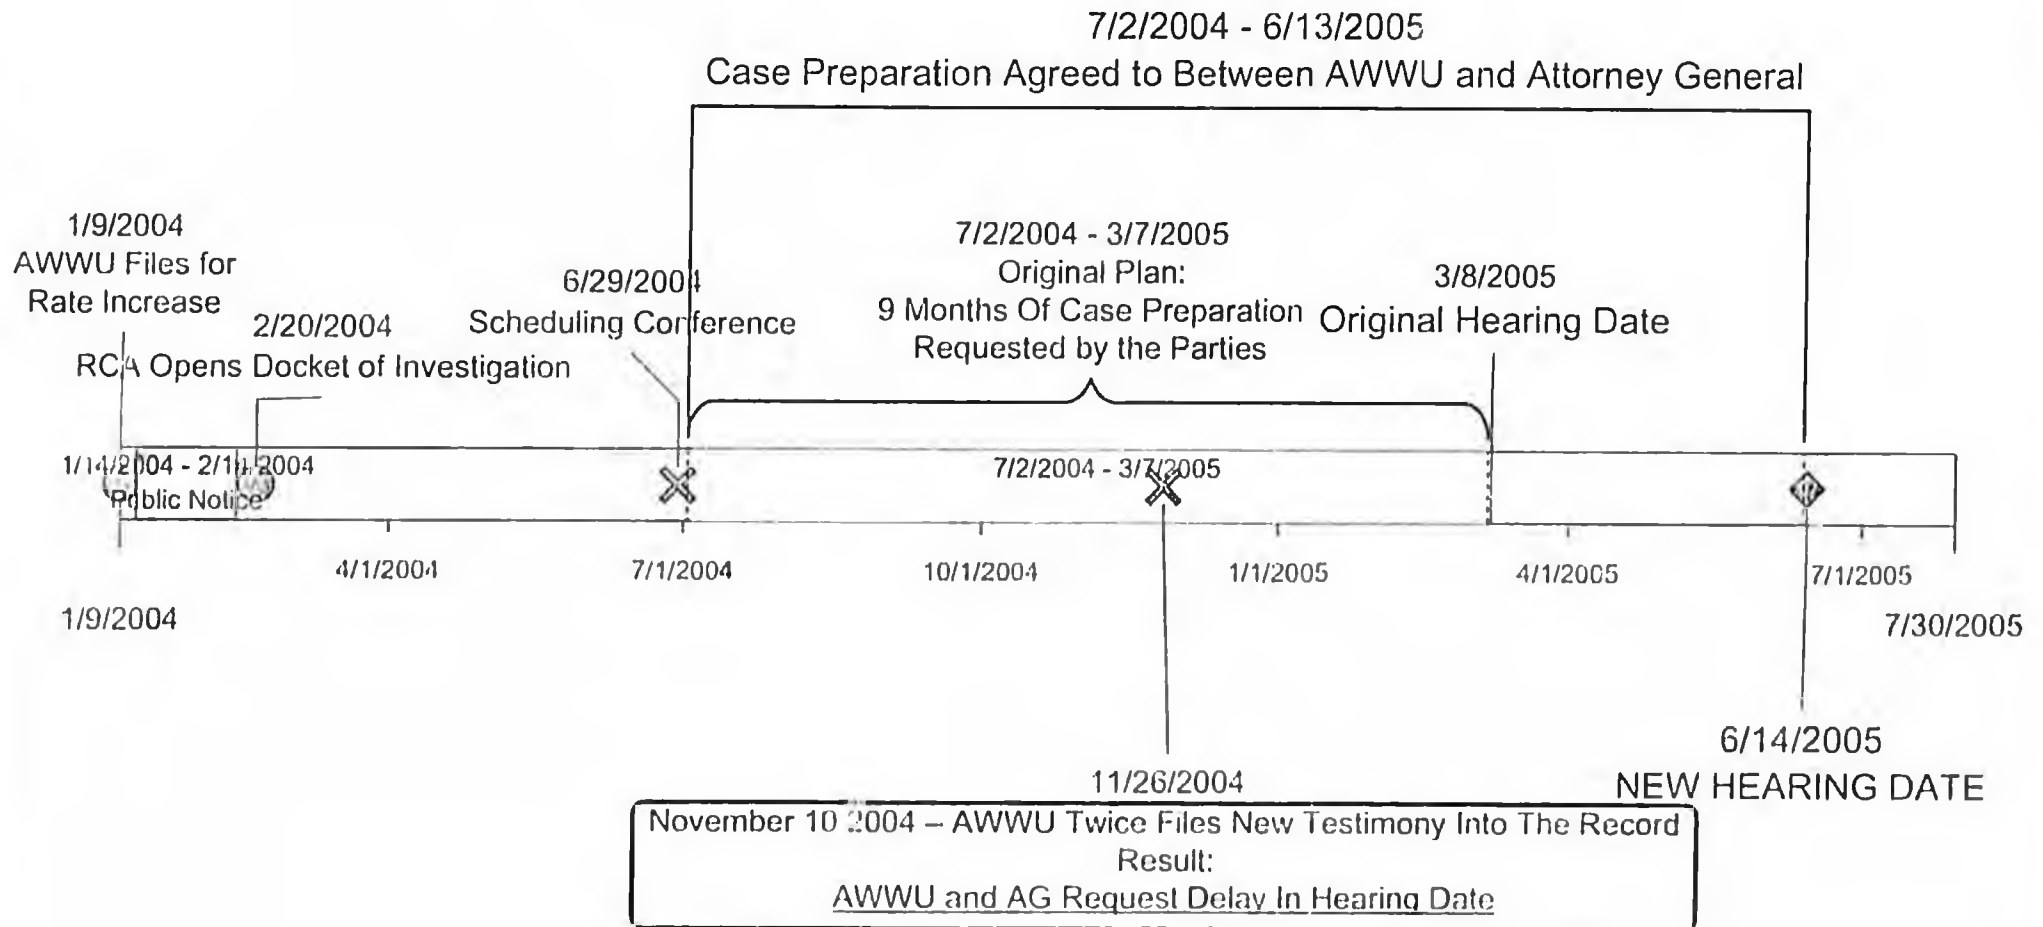 7/2/2004 - 6/13/2005
Case Preparation Agreed to Between AWWU and Attorney General
1/9/2004
AWWU Files for
Rate Increase
2/20/2004
RCA Opens Docket of Investigation
6/29/2004
Scheduling Conference
7/2/2004 - 3/7/2005
Original Plan:
9 Months Of Case Preparation
Requested by the Parties
3/8/2005
Original Hearing Date
1/14/2004 - 2/14/2004
Public Notice
7/2/2004 - 3/7/2005
4/1/2004
7/1/2004
10/1/2004
1/1/2005
4/1/2005
7/1/2005
1/9/2004
7/30/2005
6/14/2005
NEW HEARING DATE
11/26/2004
November 10 2004 – AWWU Twice Files New Testimony Into The Record
Result:
AWWU and AG Request Delay In Hearing Date